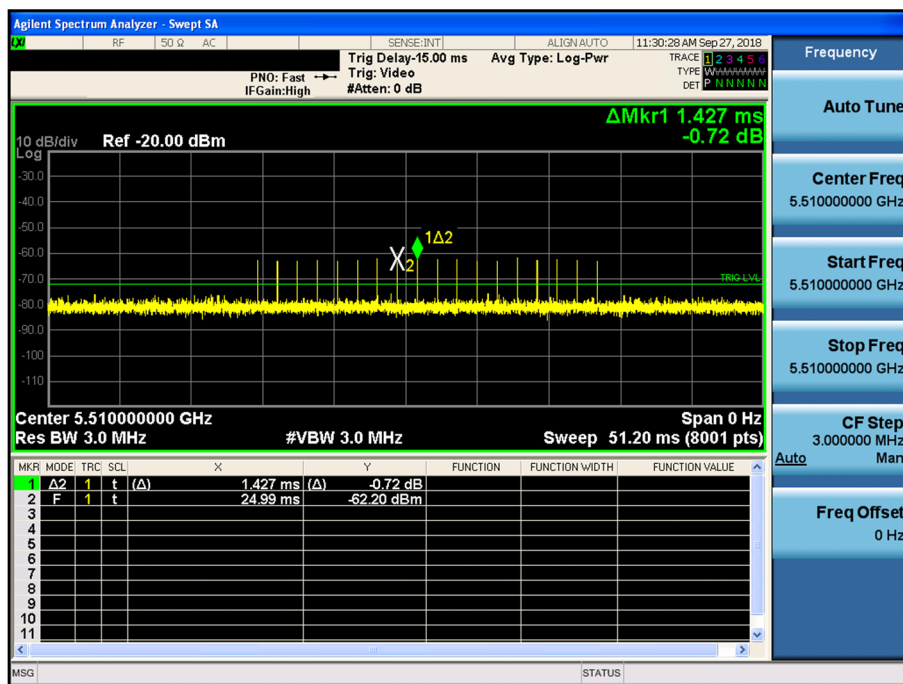 Agilent Spectrum Analyzer - Swept SA
LXI RF 50 Ω AC SENSE:INT ALIGN AUTO 11:30:28 AM Sep 27, 2018
Trig Delay-15.00 ms Avg Type: Log-Pwr TRACE 1 2 3 4 5 6
PNO: Fast Trig: Video TYPE W
IFGain:High #Atten: 0 dB DET P N N N N N
Frequency
ΔMkr1 1.427 ms
-0.72 dB
10 dB/div Ref -20.00 dBm
Log
-30.0
-40.0
-50.0
-60.0
-70.0
-80.0
-90.0
-100
-110
X 2
1Δ2
TRIG LVL
Center 5.510000000 GHz Span 0 Hz
Res BW 3.0 MHz #VBW 3.0 MHz Sweep 51.20 ms (8001 pts)
MKR MODE TRC SCL X Y FUNCTION FUNCTION WIDTH FUNCTION VALUE
1 Δ2 1 t (Δ) 1.427 ms (Δ) -0.72 dB
2 F 1 t 24.99 ms -62.20 dBm
3
4
5
6
7
8
9
10
11
MSG STATUS
Auto Tune
Center Freq
5.510000000 GHz
Start Freq
5.510000000 GHz
Stop Freq
5.510000000 GHz
CF Step
3.000000 MHz
Auto Man
Freq Offset
0 Hz